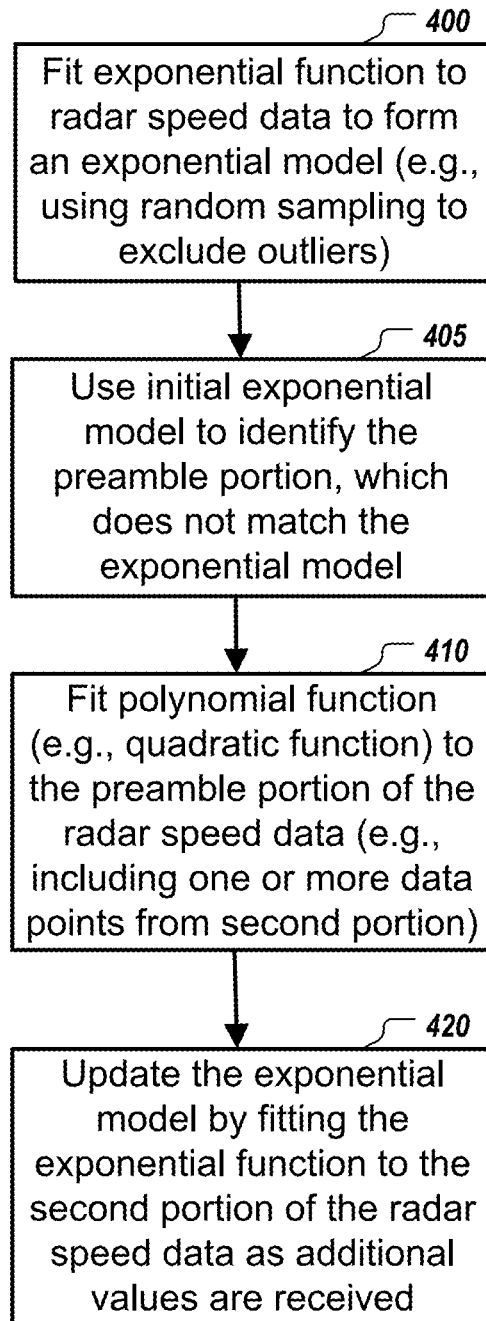 400
Fit exponential function to
radar speed data to form
an exponential model (e.g.,
using random sampling to
exclude outliers)
405
Use initial exponential
model to identify the
preamble portion, which
does not match the
exponential model
410
Fit polynomial function
(e.g., quadratic function) to
the preamble portion of the
radar speed data (e.g.,
including one or more data
points from second portion)
420
Update the exponential
model by fitting the
exponential function to the
second portion of the radar
speed data as additional
values are received